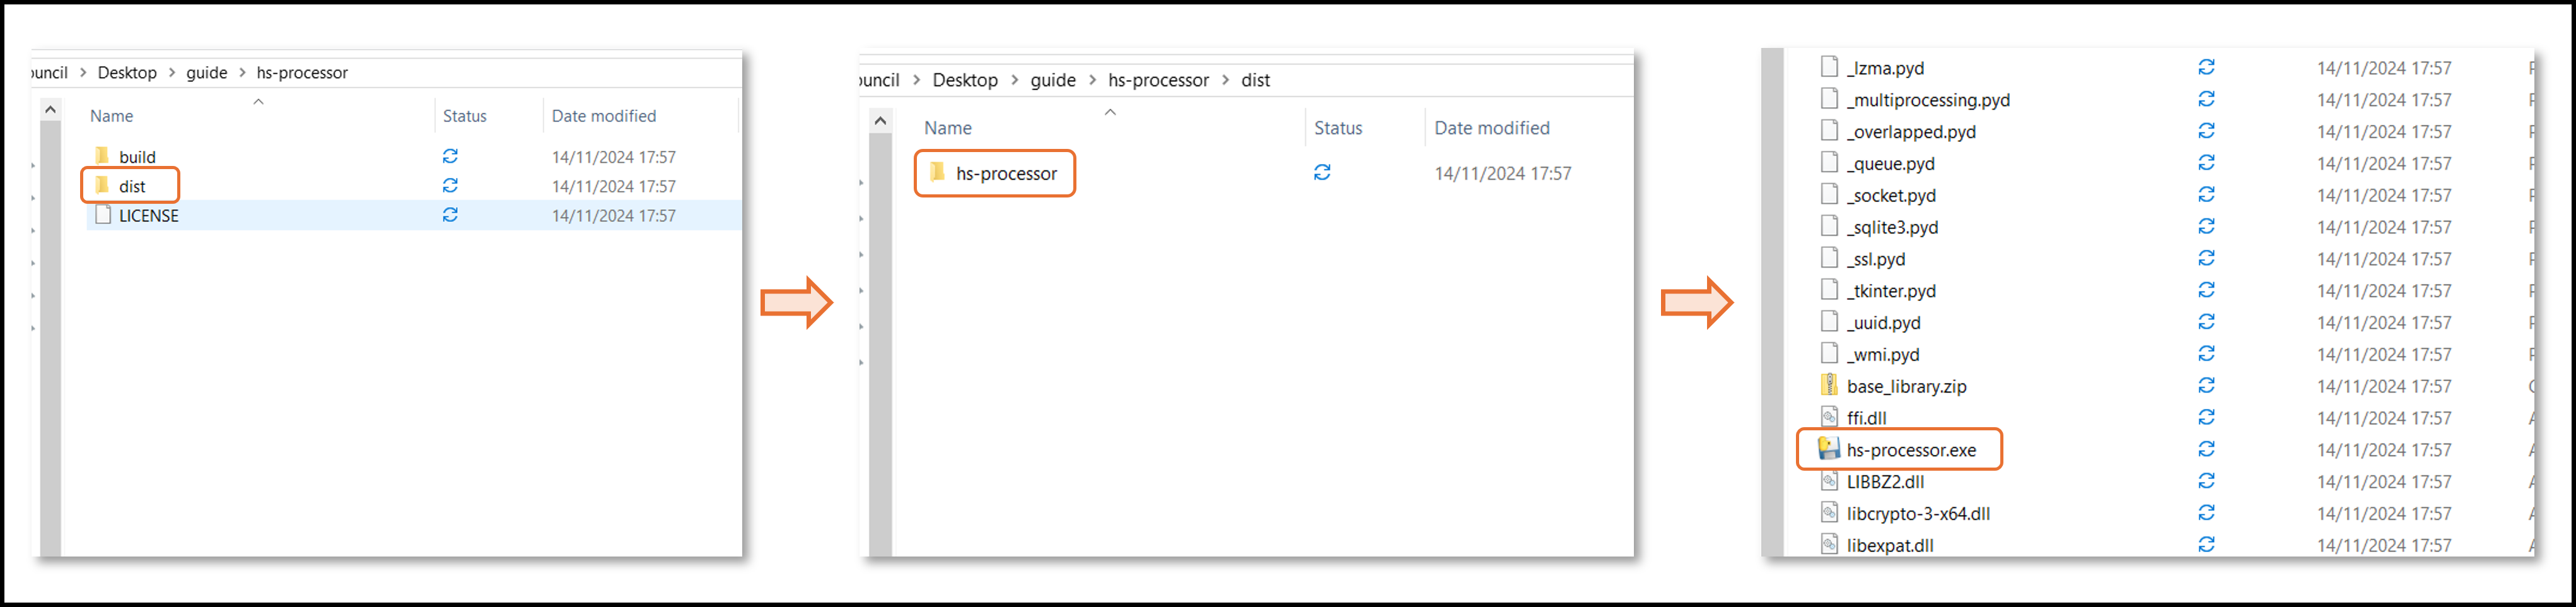 Desktop > guide > hs-processor
Name Status Date modified
build 14/11/2024 17:57
dist 14/11/2024 17:57
LICENSE 14/11/2024 17:57
Desktop > guide > hs-processor > dist
Name Status Date modified
hs-processor 14/11/2024 17:57
_lzma.pyd 14/11/2024 17:57
_multiprocessing.pyd 14/11/2024 17:57
_overlapped.pyd 14/11/2024 17:57
_queue.pyd 14/11/2024 17:57
_socket.pyd 14/11/2024 17:57
_sqlite3.pyd 14/11/2024 17:57
_ssl.pyd 14/11/2024 17:57
_tkinter.pyd 14/11/2024 17:57
_uuid.pyd 14/11/2024 17:57
_wmi.pyd 14/11/2024 17:57
base_library.zip 14/11/2024 17:57
ffi.dll 14/11/2024 17:57
hs-processor.exe 14/11/2024 17:57
LIBBZ2.dll 14/11/2024 17:57
libcrypto-3-x64.dll 14/11/2024 17:57
libexpat.dll 14/11/2024 17:57